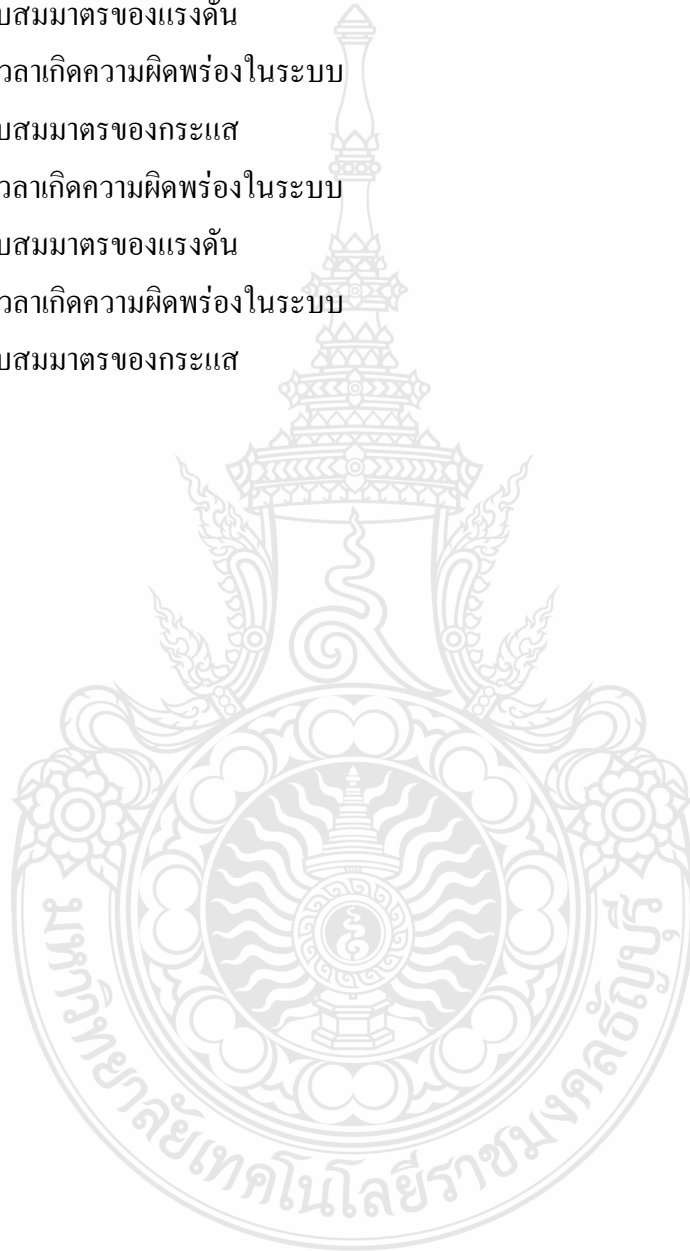 บสมมาตรของแรงดัน
วลาเกิดความผิดพร่องในระบบ
บสมมาตรของกระแส
วลาเกิดความผิดพร่องในระบบ
บสมมาตรของแรงดัน
วลาเกิดความผิดพร่องในระบบ
บสมมาตรของกระแส
มหาวิทยาลัยเทคโนโลยีราชมงคลธัญบุรี